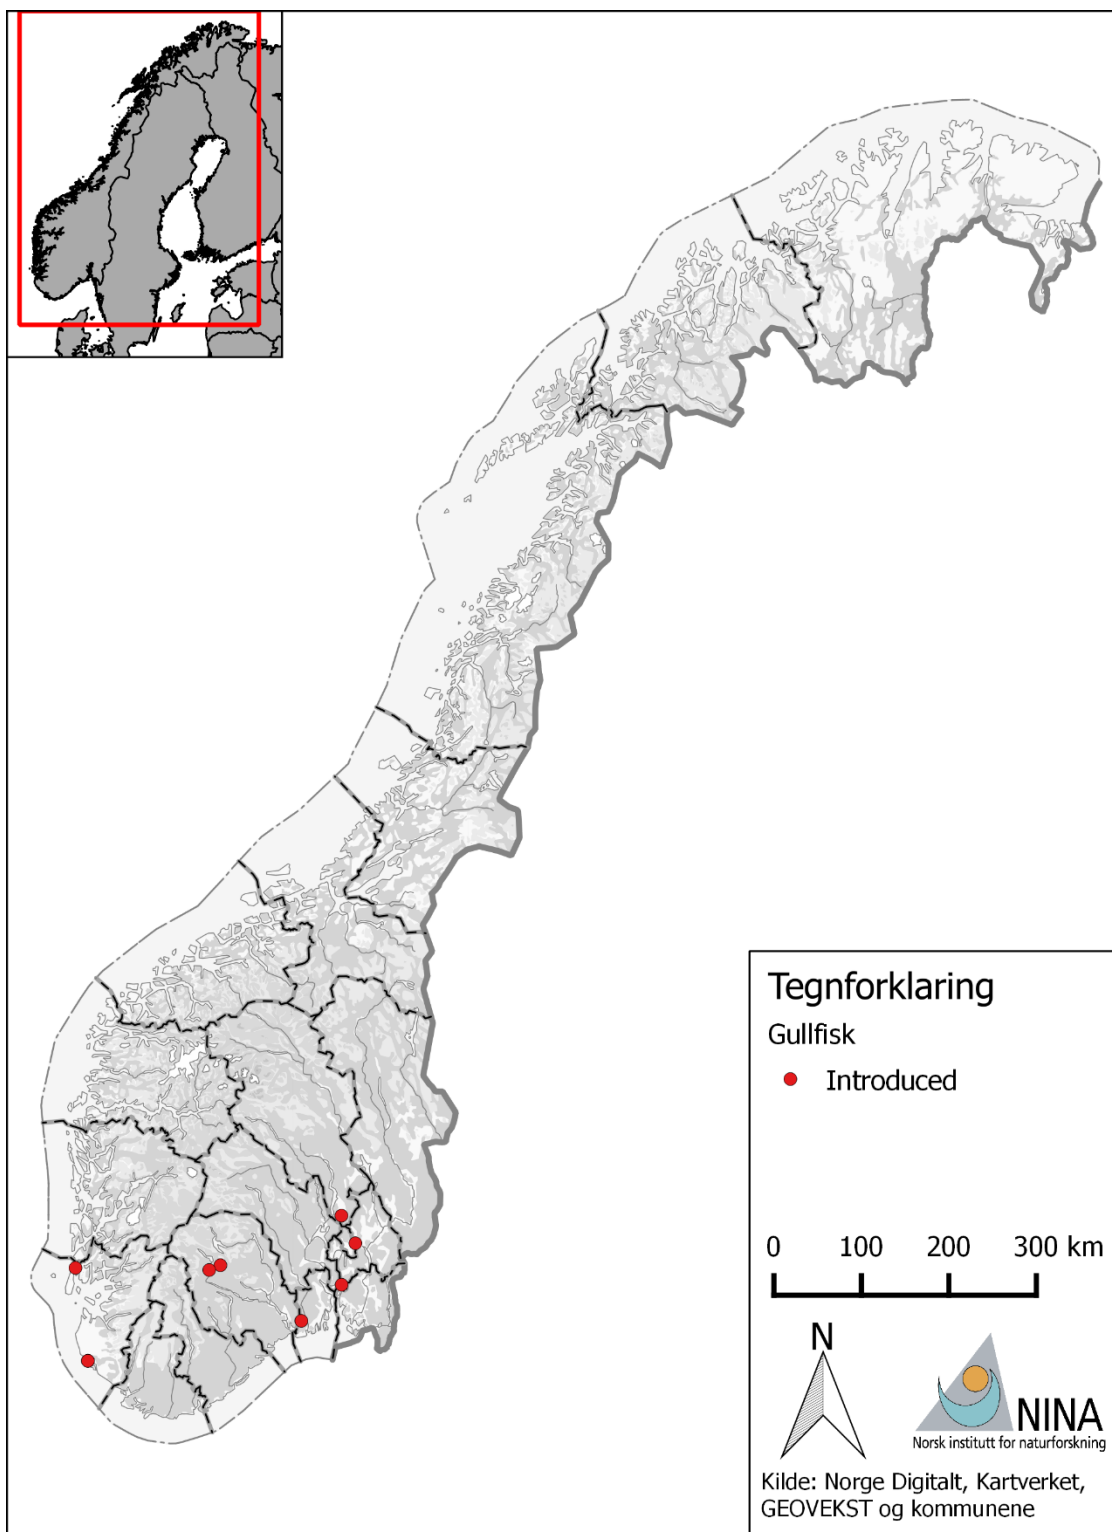 Tegnforklaring
Gullfisk
Introduced
0 100 200 300 km
N
NINA
Norsk institutt for naturforskning
Kilde: Norge Digitalt, Kartverket,
GEOVEKST og kommunene